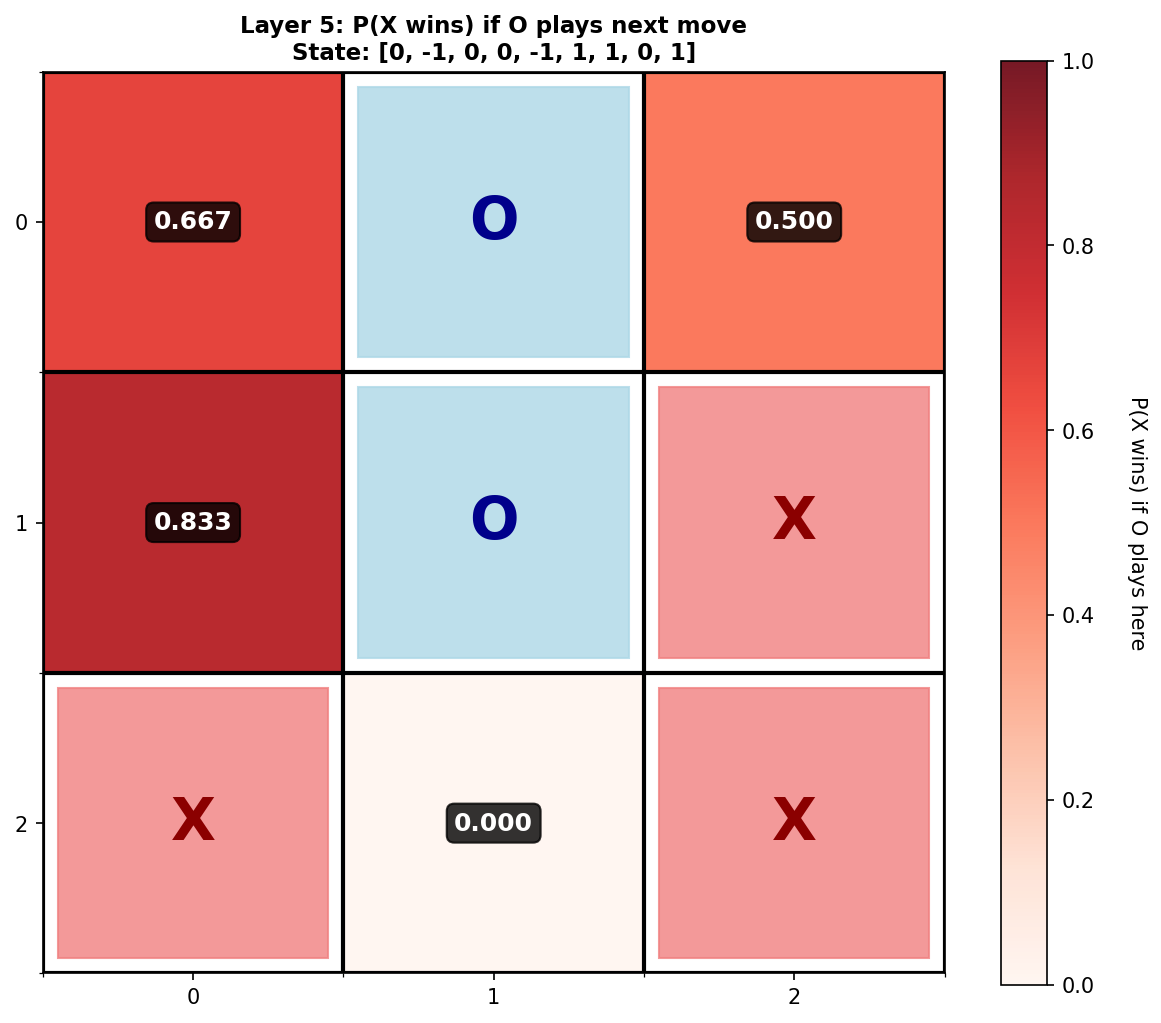 Layer 5: P(X wins) if O plays next move
State: [0, -1, 0, 0, -1, 1, 1, 0, 1]
0
0.667
O
0.500
1
0.833
O
X
2
X
0.000
X
0
1
2
1.0
0.8
0.6
0.4
0.2
0.0
P(X wins) if O plays here